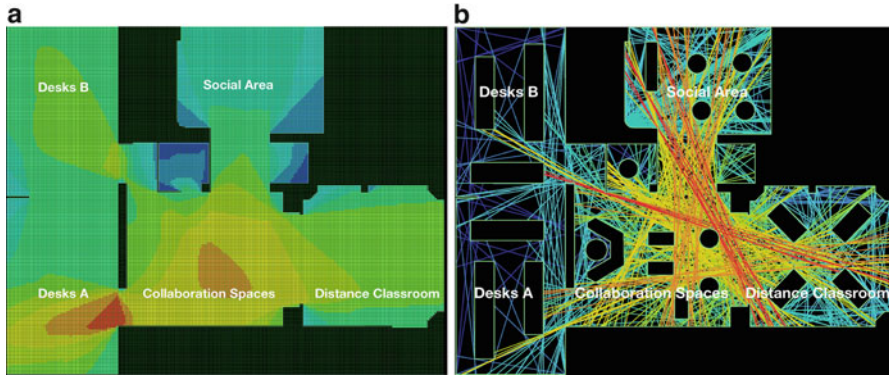 a
b
Desks B
Social Area
Desks A
Collaboration Spaces
Distance Classroom
Desks B
Social Area
Desks A
Collaboration Spaces
Distance Classroom